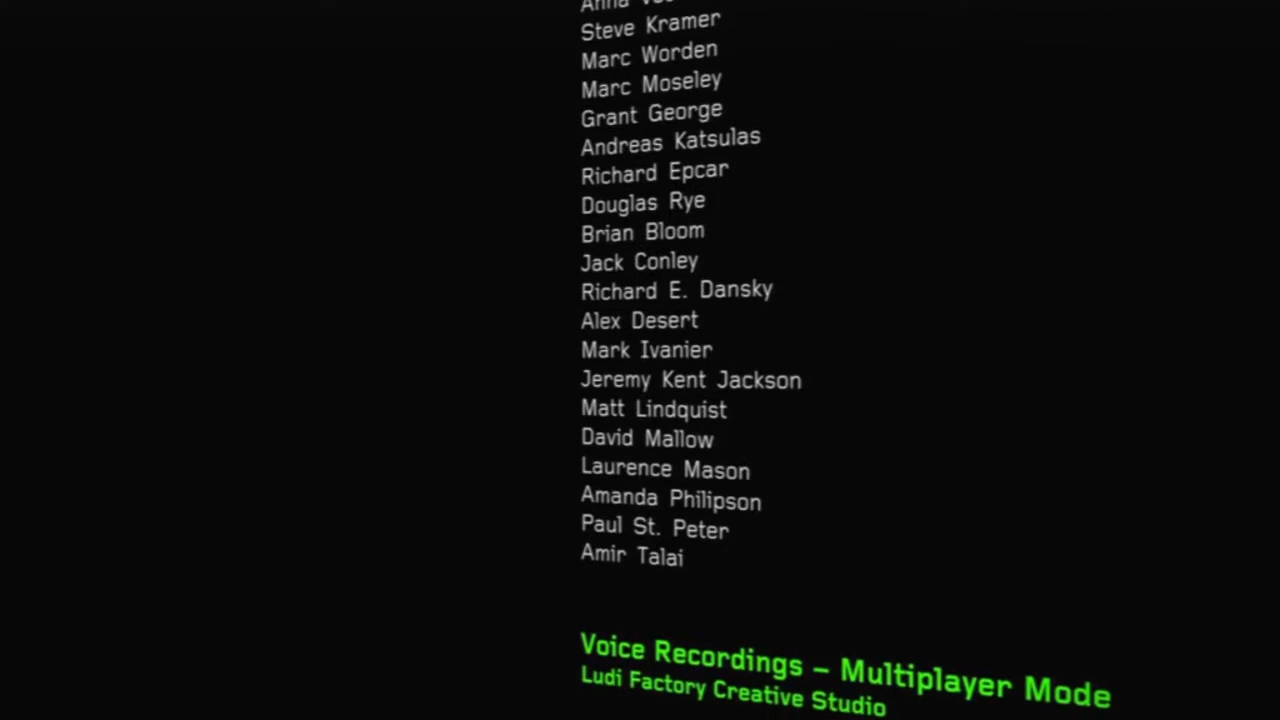 Anna
Steve Kramer
Marc Worden
Marc Moseley
Grant George
Andreas Katsulas
Richard Epcar
Douglas Rye
Brian Bloom
Jack Conley
Richard E. Dansky
Alex Desert
Mark Ivanier
Jeremy Kent Jackson
Matt Lindquist
David Mallow
Laurence Mason
Amanda Philipson
Paul St. Peter
Amir Talai
Voice Recordings – Multiplayer Mode
Ludi Factory Creative Studio